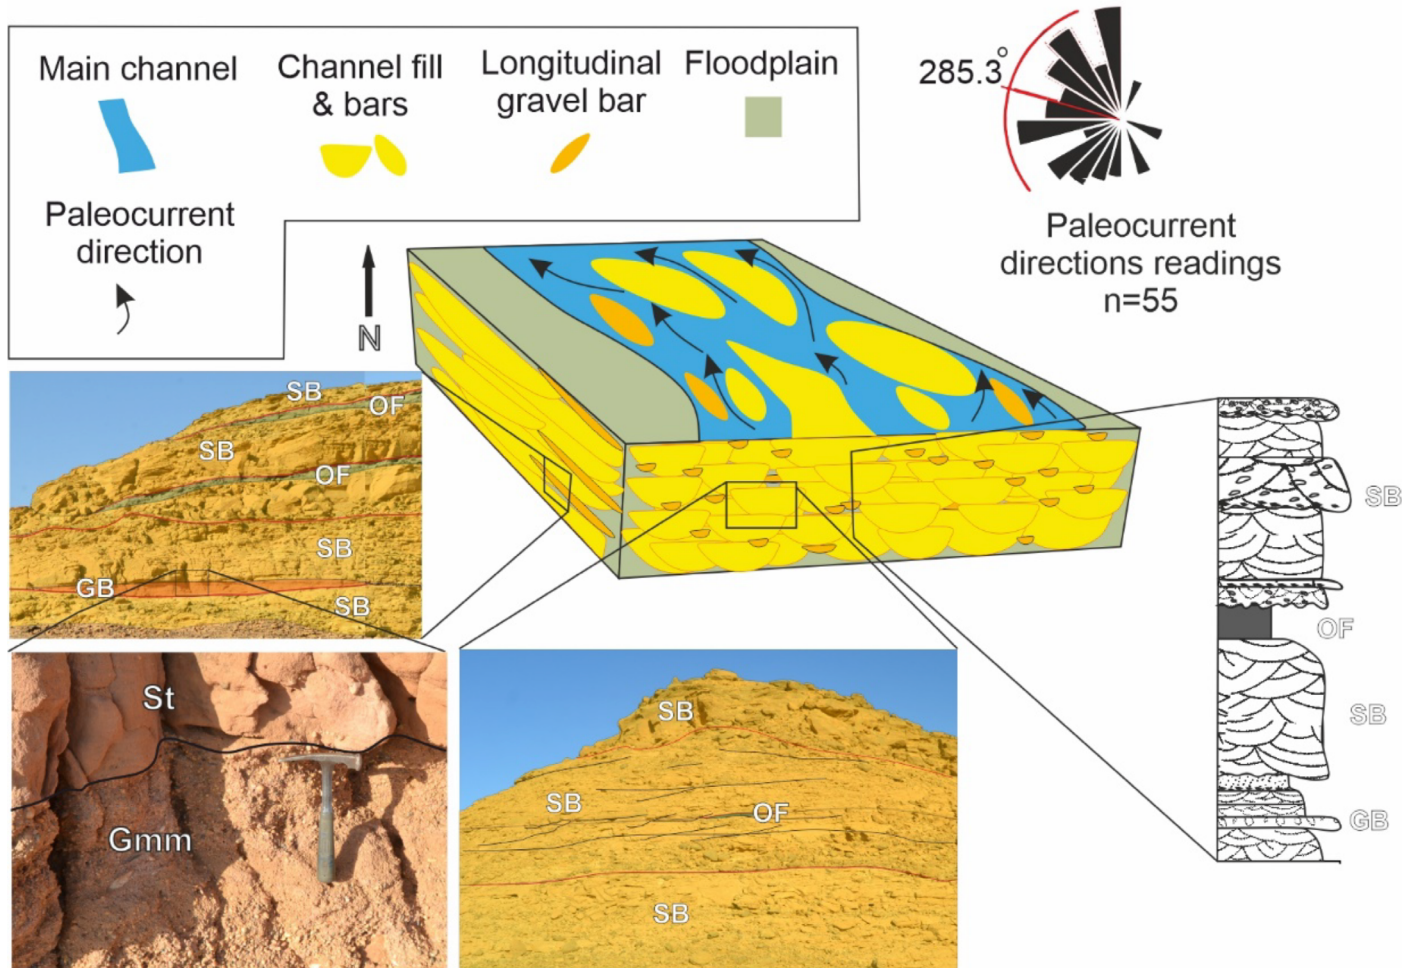 Main channel
Channel fill
& bars
Longitudinal
gravel bar
Floodplain
Paleocurrent
direction
N
285.3°
Paleocurrent
directions readings
n=55
SB
OF
SB
OF
SB
GB
SB
St
Gmm
SB
SB
OF
SB
SB
OF
SB
GB